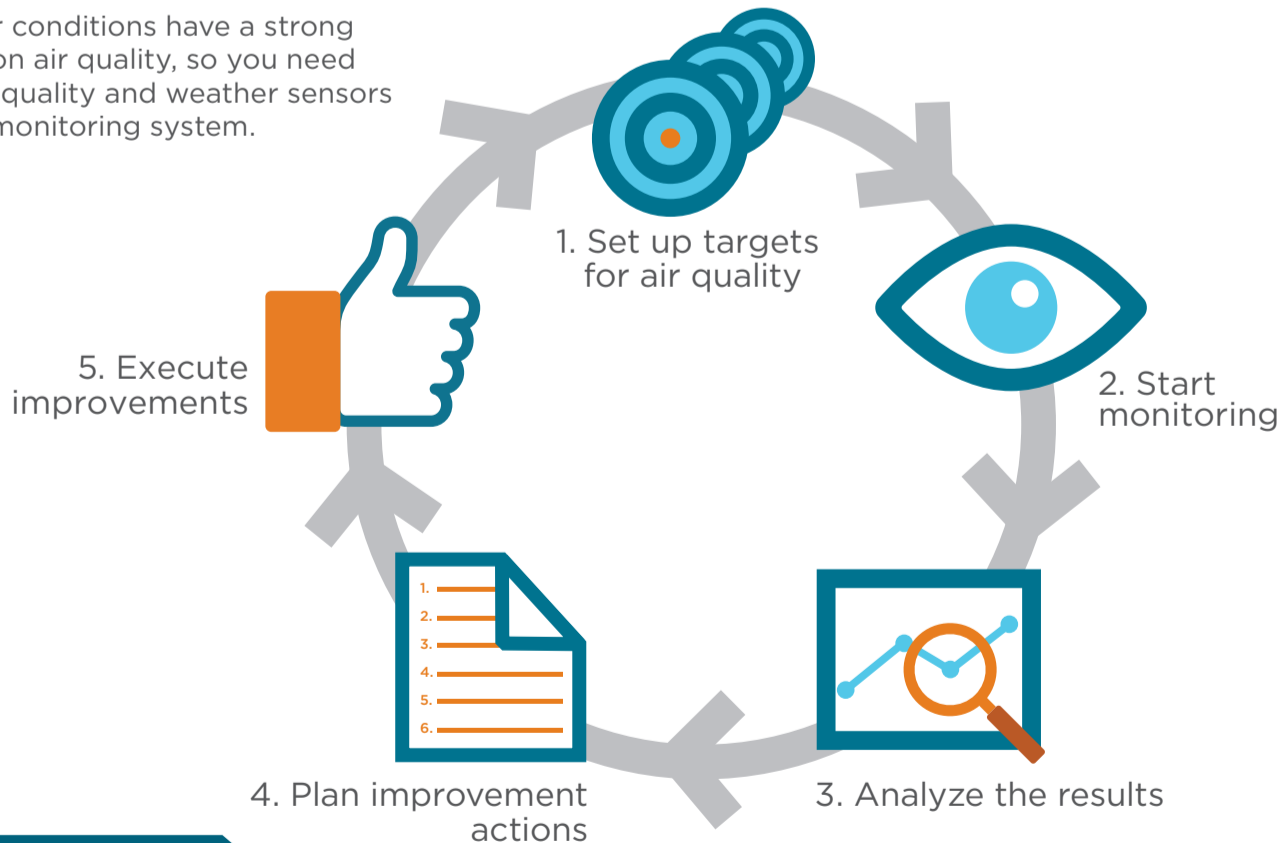 conditions have a strong
on air quality, so you need
quality and weather sensors
monitoring system.
1. Set up targets
for air quality
2. Start
monitoring
3. Analyze the results
4. Plan improvement
actions
5. Execute
improvements
1.
2.
3.
4.
5.
6.